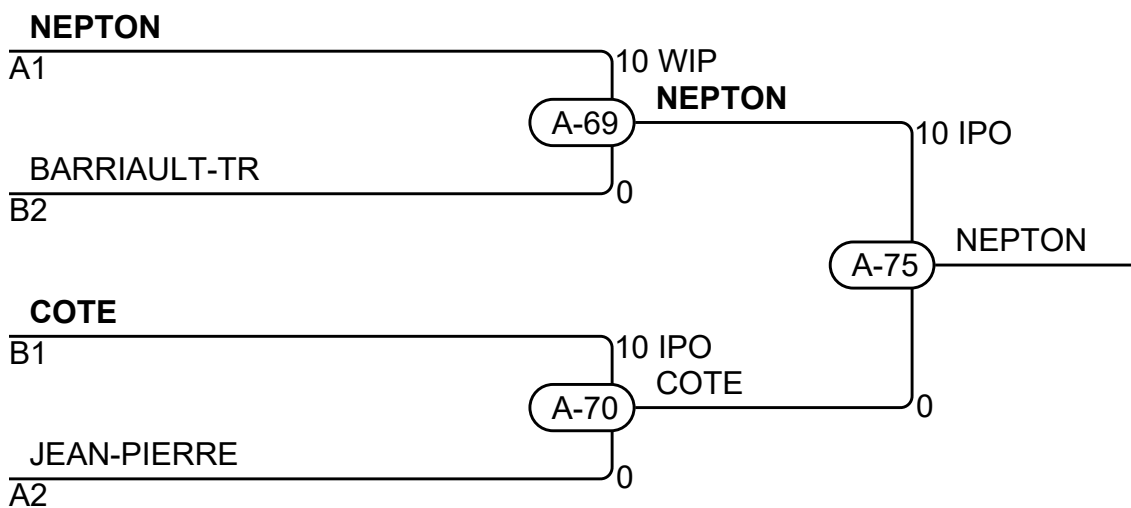 NEPTON
A1
10 WIP
NEPTON
A-69
10 IPO
BARRIAULT-TR
B2
0
NEPTON
A-75
COTE
B1
10 IPO
COTE
A-70
0
JEAN-PIERRE
A2
0